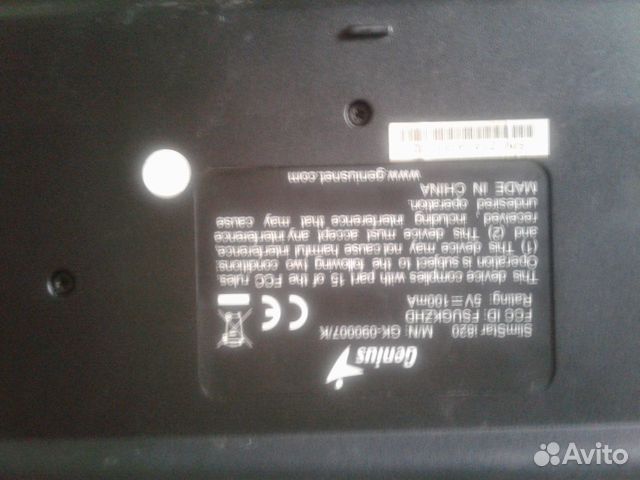 Genius
SlimStar i820 M/N: GK-090007/K
FCC ID: FSUGKZHD
Rating: 5V ⎓ 100mA
CE
This device complies with part 15 of the FCC rules.
Operation is subject to the following two conditions:
(1) This device may not cause harmful interference,
and (2) This device must accept any interference
received, including interference that may cause
undesired operation.
MADE IN CHINA
www.geniusnet.com
Avito